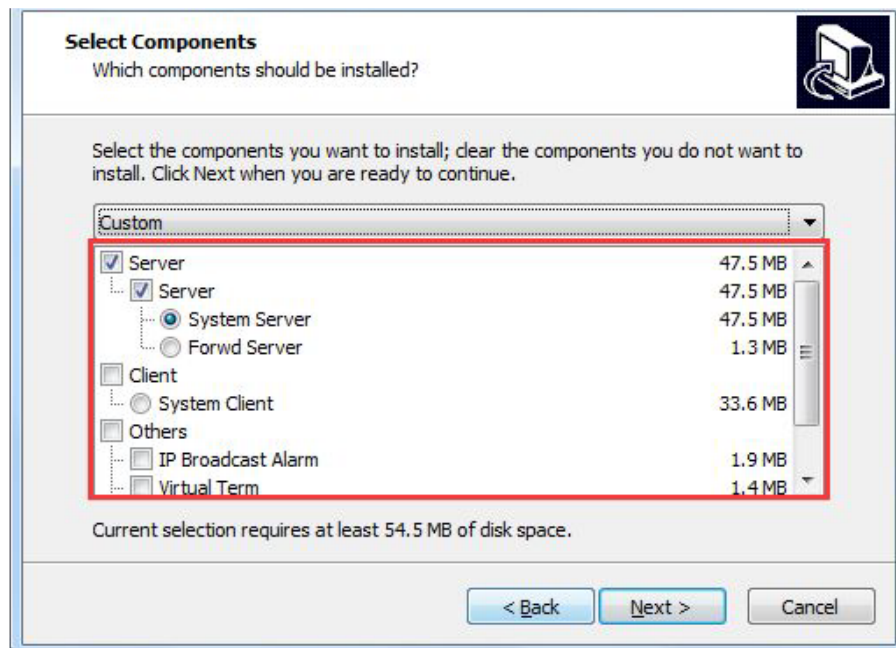 Select Components
Which components should be installed?
Select the components you want to install; clear the components you do not want to
install. Click Next when you are ready to continue.
Custom
Server 47.5 MB
Server 47.5 MB
System Server 47.5 MB
Forwd Server 1.3 MB
Client
System Client 33.6 MB
Others
IP Broadcast Alarm 1.9 MB
Virtual Term 1.4 MB
Current selection requires at least 54.5 MB of disk space.
< Back Next > Cancel